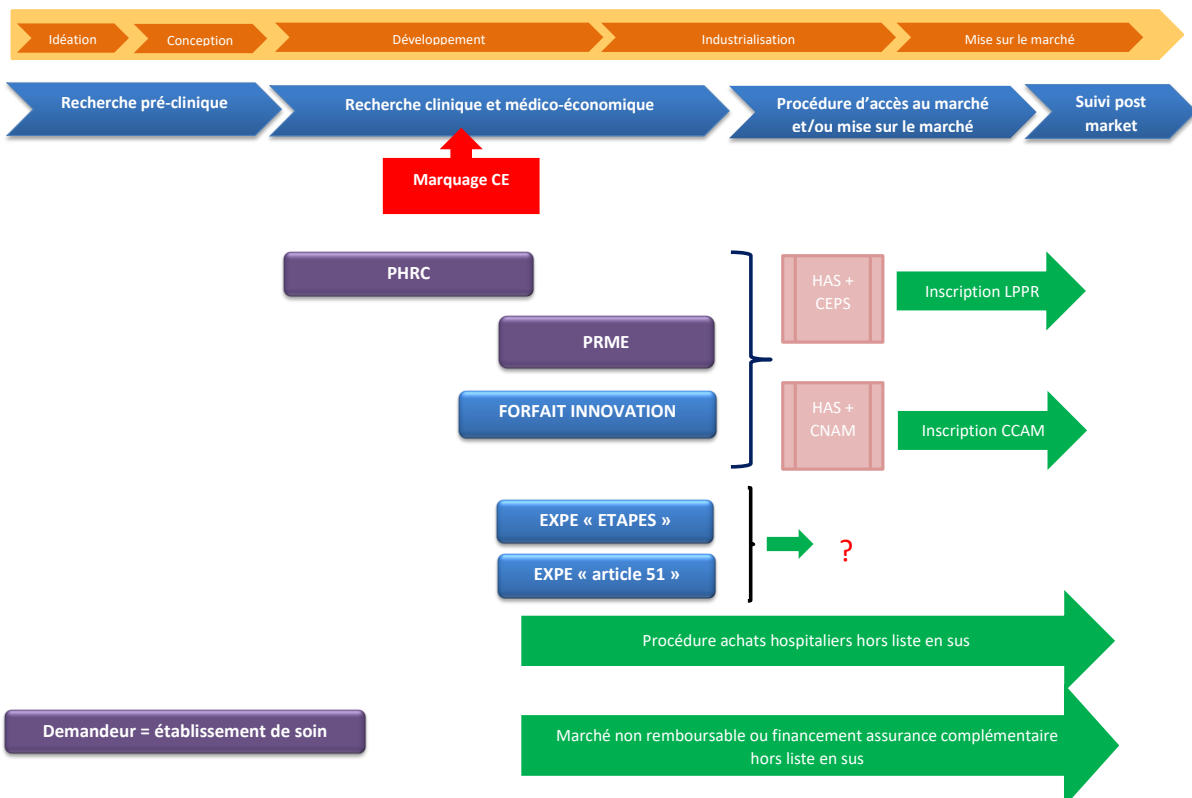 Idéation
Conception
Développement
Industrialisation
Mise sur le marché
Recherche pré-clinique
Recherche clinique et médico-économique
Procédure d'accès au marché
et/ou mise sur le marché
Suivi post
market
Marquage CE
PHRC
HAS +
CEPS
Inscription LPPR
PRME
FORFAIT INNOVATION
HAS +
CNAM
Inscription CCAM
EXPE « ETAPES »
?
EXPE « article 51 »
Procédure achats hospitaliers hors liste en sus
Demandeur = établissement de soin
Marché non remboursable ou financement assurance complémentaire
hors liste en sus